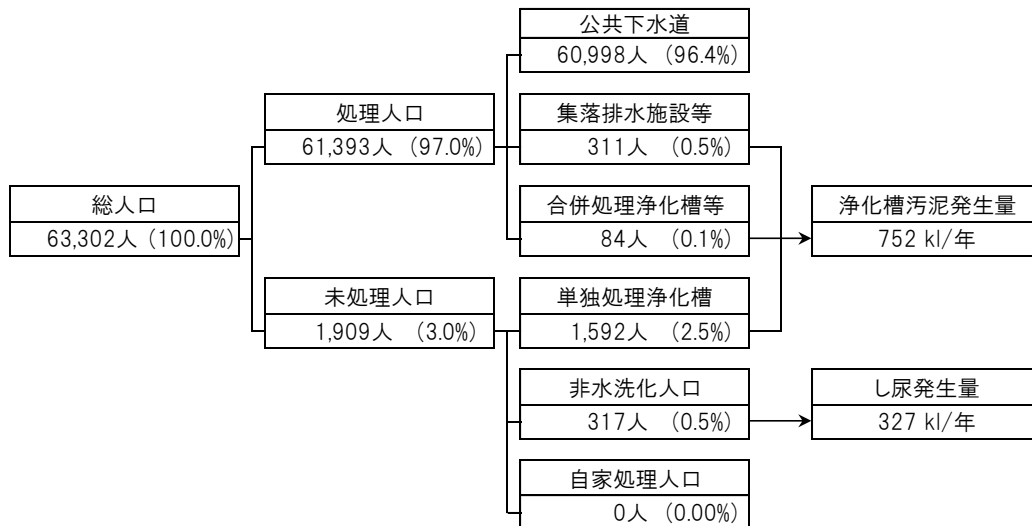 公共下水道
60,998人 (96.4%)
処理人口
61,393人 (97.0%)
集落排水施設等
311人 (0.5%)
総人口
63,302人 (100.0%)
合併処理浄化槽等
84人 (0.1%)
浄化槽汚泥発生量
752 kl/年
未処理人口
1,909人 (3.0%)
単独処理浄化槽
1,592人 (2.5%)
非水洗化人口
317人 (0.5%)
し尿発生量
327 kl/年
自家処理人口
0人 (0.00%)